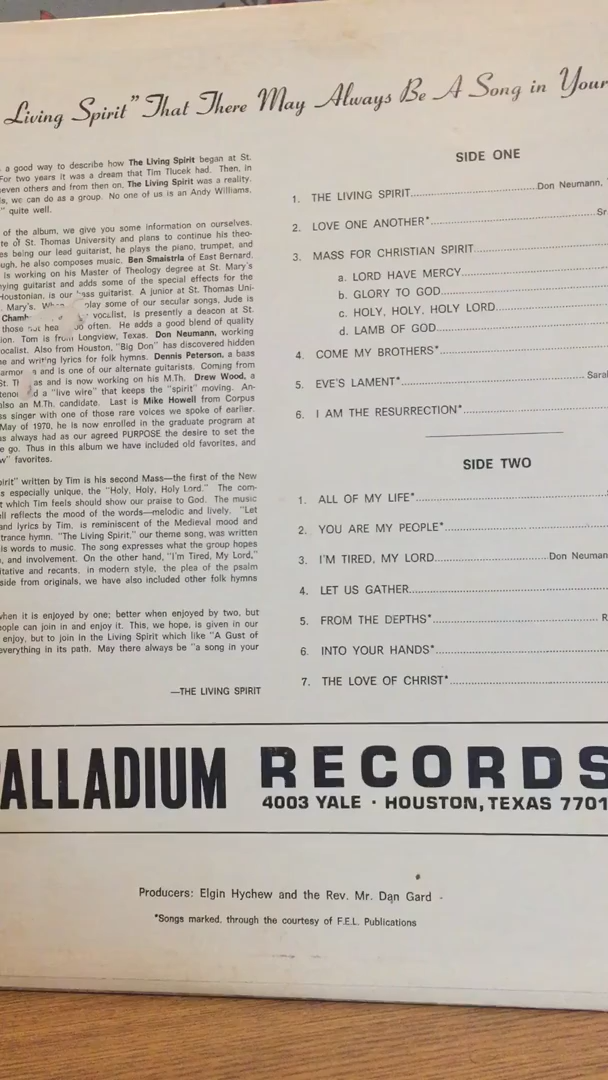 Living Spirit" That There May Always Be A Song in Your
a good way to describe how The Living Spirit began at St.
For two years it was a dream that Tim Tlucek had. Then, in
even others and from then on, The Living Spirit was a reality.
s, we can do as a group. No one of us is an Andy Williams,
" quite well.
of the album, we give you some information on ourselves.
te of St. Thomas University and plans to continue his theo-
es being our lead guitarist, he plays the piano, trumpet, and
ugh, he also composes music. Ben Smaistrla of East Bernard,
is working on his Master of Theology degree at St. Mary's
nying guitarist and adds some of the special effects for the
Houstonian, is our bass guitarist. A junior at St. Thomas Uni-
. Mary's. play some of our secular songs, Jude is
Chamb vocalist, is presently a deacon at St.
those not hea oo often. He adds a good blend of quality
ion. Tom is from Longview, Texas. Don Neumann, working
ocalist. Also from Houston, "Big Don" has discovered hidden
ne and writing lyrics for folk hymns. Dennis Peterson, a bass
armor and is one of our alternate guitarists. Coming from
St. Th as and is now working on his M.Th. Drew Wood, a
tenor d a "live wire" that keeps the "spirit" moving. An-
also an M.Th. candidate. Last is Mike Howell from Corpus
ss singer with one of those rare voices we spoke of earlier.
May of 1970, he is now enrolled in the graduate program at
as always had as our agreed PURPOSE the desire to set the
e go. Thus in this album we have included old favorites, and
w" favorites.
irit" written by Tim is his second Mass—the first of the New
s especially unique, the "Holy, Holy, Holy Lord." The com-
t which Tim feels should show our praise to God. The music
ll reflects the mood of the words—melodic and lively. "Let
and lyrics by Tim, is reminiscent of the Medieval mood and
trance hymn. "The Living Spirit," our theme song, was written
is words to music. The song expresses what the group hopes
, and involvement. On the other hand, "I'm Tired, My Lord,"
itative and recants, in modern style, the plea of the psalm
side from originals, we have also included other folk hymns
when it is enjoyed by one; better when enjoyed by two, but
eople can join in and enjoy it. This, we hope, is given in our
enjoy, but to join in the Living Spirit which like "A Gust of
everything in its path. May there always be "a song in your
—THE LIVING SPIRIT
SIDE ONE
1. THE LIVING SPIRIT..........Don Neumann,
2. LOVE ONE ANOTHER*..........Sr
3. MASS FOR CHRISTIAN SPIRIT..........
a. LORD HAVE MERCY..........
b. GLORY TO GOD..........
c. HOLY, HOLY, HOLY LORD..........
d. LAMB OF GOD..........
4. COME MY BROTHERS*..........
5. EVE'S LAMENT*..........Sarah
6. I AM THE RESURRECTION*..........
SIDE TWO
1. ALL OF MY LIFE*..........
2. YOU ARE MY PEOPLE*..........
3. I'M TIRED, MY LORD..........Don Neuman
4. LET US GATHER..........
5. FROM THE DEPTHS*..........R
6. INTO YOUR HANDS*..........
7. THE LOVE OF CHRIST*..........
ALLADIUM RECORDS
4003 YALE · HOUSTON, TEXAS 7701
Producers: Elgin Hychew and the Rev. Mr. Dan Gard
*Songs marked, through the courtesy of F.E.L. Publications